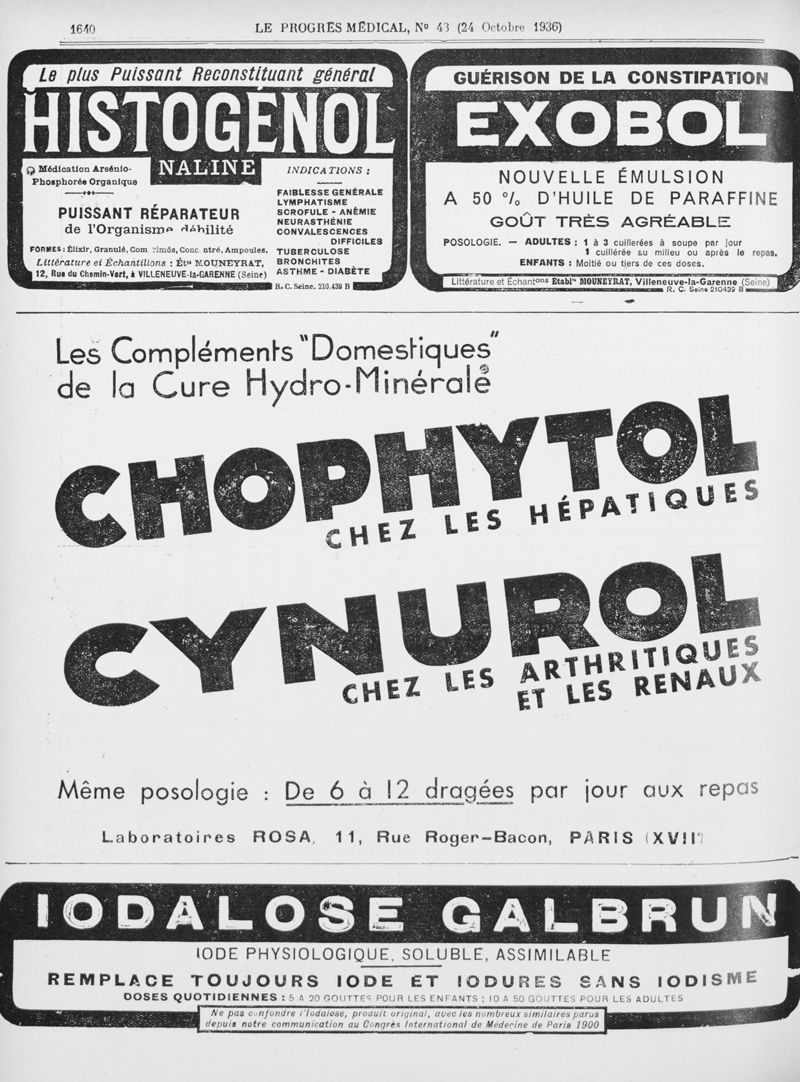 1640
LE PROGRÈS MÉDICAL, No 43 (24 Octobre 1936)
Le plus Puissant Reconstituant général
HISTOGÉNOL
NALINE
Médication Arsénio-
Phosphorée Organique
PUISSANT RÉPARATEUR
de l'Organisme débilité
FORMES: Élixir, Granulé, Comprimés, Concentré, Ampoules.
Littérature et Échantillons : Éts MOUNEYRAT,
12, Rue du Chemin-Vert, à VILLENEUVE-la-GARENNE (Seine)
INDICATIONS :
FAIBLESSE GÉNÉRALE
LYMPHATISME
SCROFULE - ANÉMIE
NEURASTHÉNIE
CONVALESCENCES
DIFFICILES
TUBERCULOSE
BRONCHITES
ASTHME - DIABÈTE
R. C. Seine, 210.439 B
GUÉRISON DE LA CONSTIPATION
EXOBOL
NOUVELLE ÉMULSION
A 50 % D'HUILE DE PARAFFINE
GOÛT TRÈS AGRÉABLE
POSOLOGIE. — ADULTES : 1 à 3 cuillerées à soupe par jour
1 cuillérée au milieu ou après le repas.
ENFANTS : Moitié ou tiers de ces doses.
Littérature et Échantons Établts MOUNEYRAT, Villeneuve-la-Garenne (Seine)
R. C. Seine 210439 B
Les Compléments "Domestiques"
de la Cure Hydro-Minérale
CHOPHYTOL
CHEZ LES HÉPATIQUES
CYNUROL
CHEZ LES ARTHRITIQUES
ET LES RENAUX
Même posologie : De 6 à 12 dragées par jour aux repas
Laboratoires ROSA, 11, Rue Roger-Bacon, PARIS (XVIIe)
IODALOSE GALBRUN
IODE PHYSIOLOGIQUE, SOLUBLE, ASSIMILABLE
REMPLACE TOUJOURS IODE ET IODURES SANS IODISME
DOSES QUOTIDIENNES : 5 A 20 GOUTTES POUR LES ENFANTS ; 10 A 50 GOUTTES POUR LES ADULTES
Ne pas confondre l'Iodalose, produit original, avec les nombreux similaires parus
depuis notre communication au Congrès International de Médecine de Paris 1900